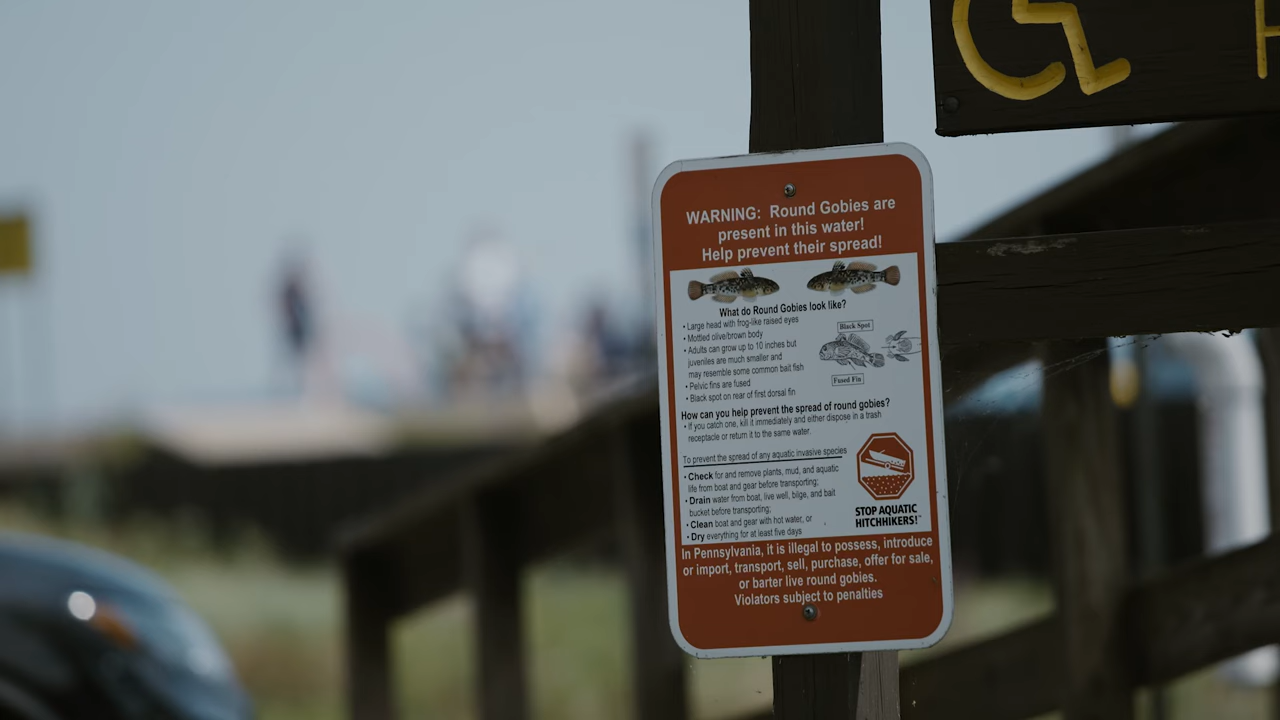 WARNING: Round Gobies are
present in this water!
Help prevent their spread!
What do Round Gobies look like?
• Large head with frog-like raised eyes
• Mottled olive/brown body
• Adults can grow up to 10 inches but
juveniles are much smaller and
may resemble some common bait fish
• Pelvic fins are fused
• Black spot on rear of first dorsal fin
Black Spot
Fused Fin
How can you help prevent the spread of round gobies?
• If you catch one, kill it immediately and either dispose in a trash
receptacle or return it to the same water.
To prevent the spread of any aquatic invasive species
• Check for and remove plants, mud, and aquatic
life from boat and gear before transporting;
• Drain water from boat, live well, bilge, and bait
bucket before transporting;
• Clean boat and gear with hot water, or
• Dry everything for at least five days
STOP AQUATIC
HITCHHIKERS!™
In Pennsylvania, it is illegal to possess, introduce
or import, transport, sell, purchase, offer for sale,
or barter live round gobies.
Violators subject to penalties